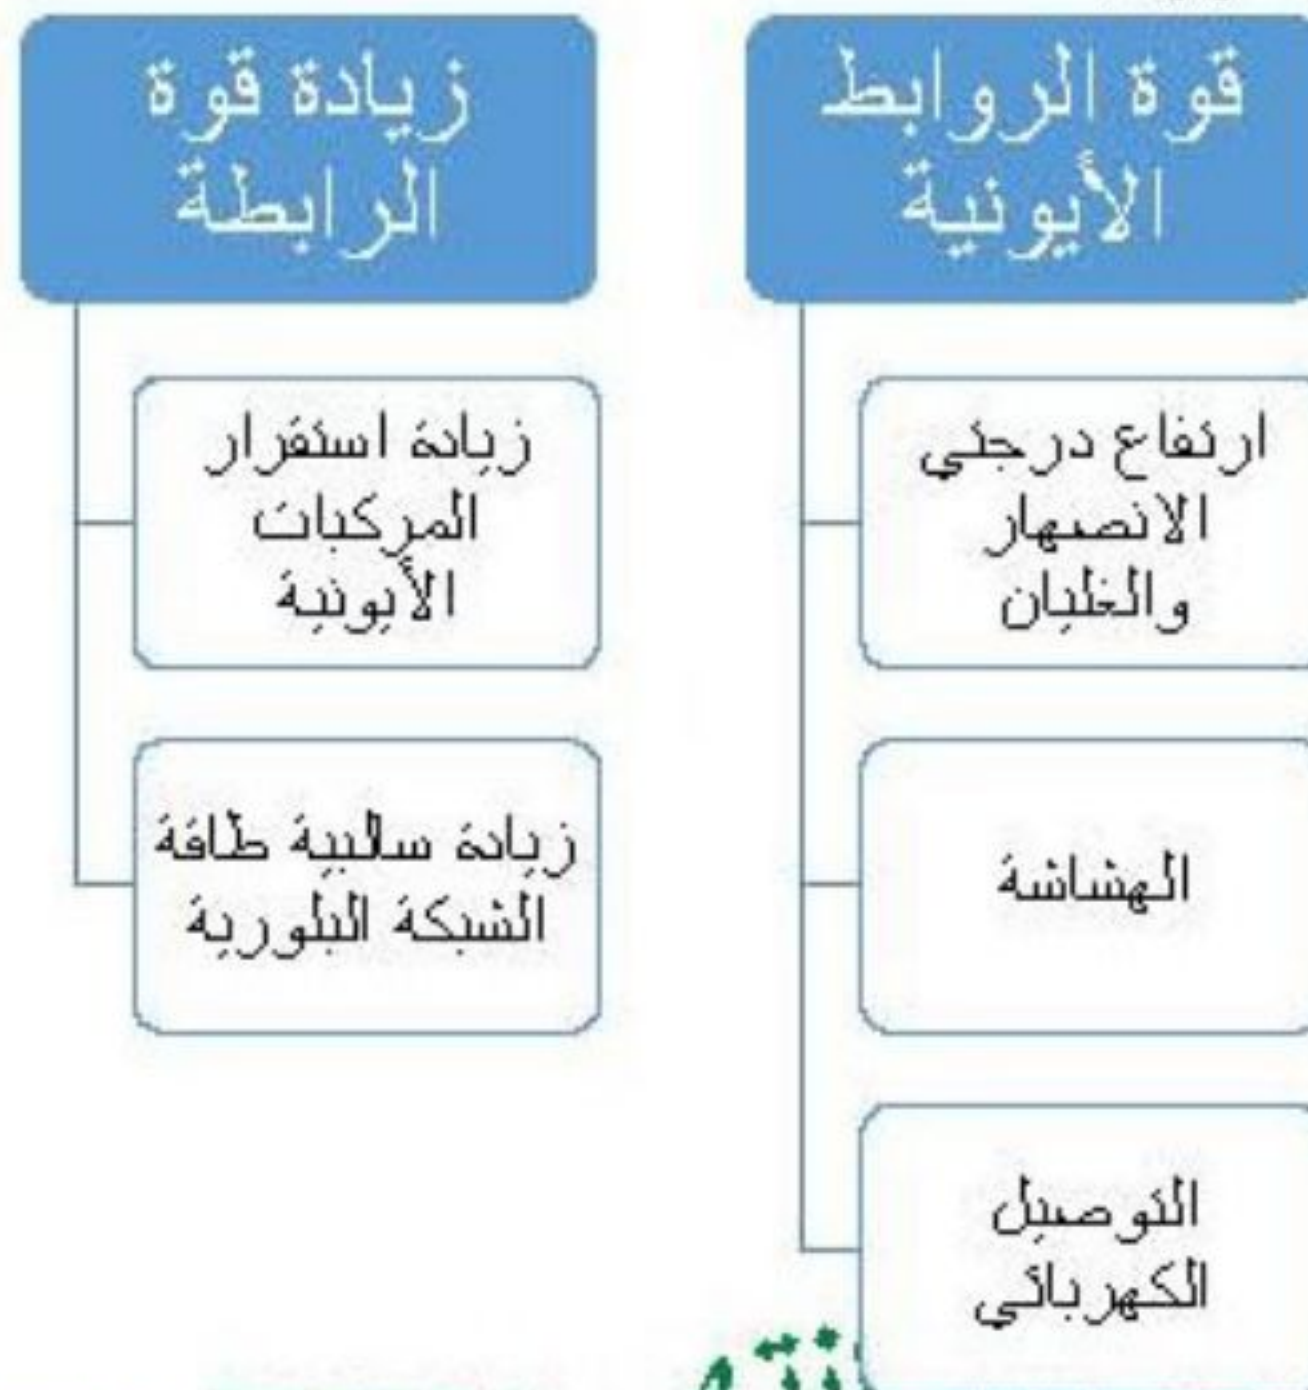 قوة الروابط
الأيونية
ارتفاع درجتي
الانصهار
والغليان
الهشاشة
التوصيل
الكهربائي
زيادة قوة
الرابطة
زيادة استقرار
المركبات
الأيونية
زيادة سالبية طاقة
الشبكة البلورية